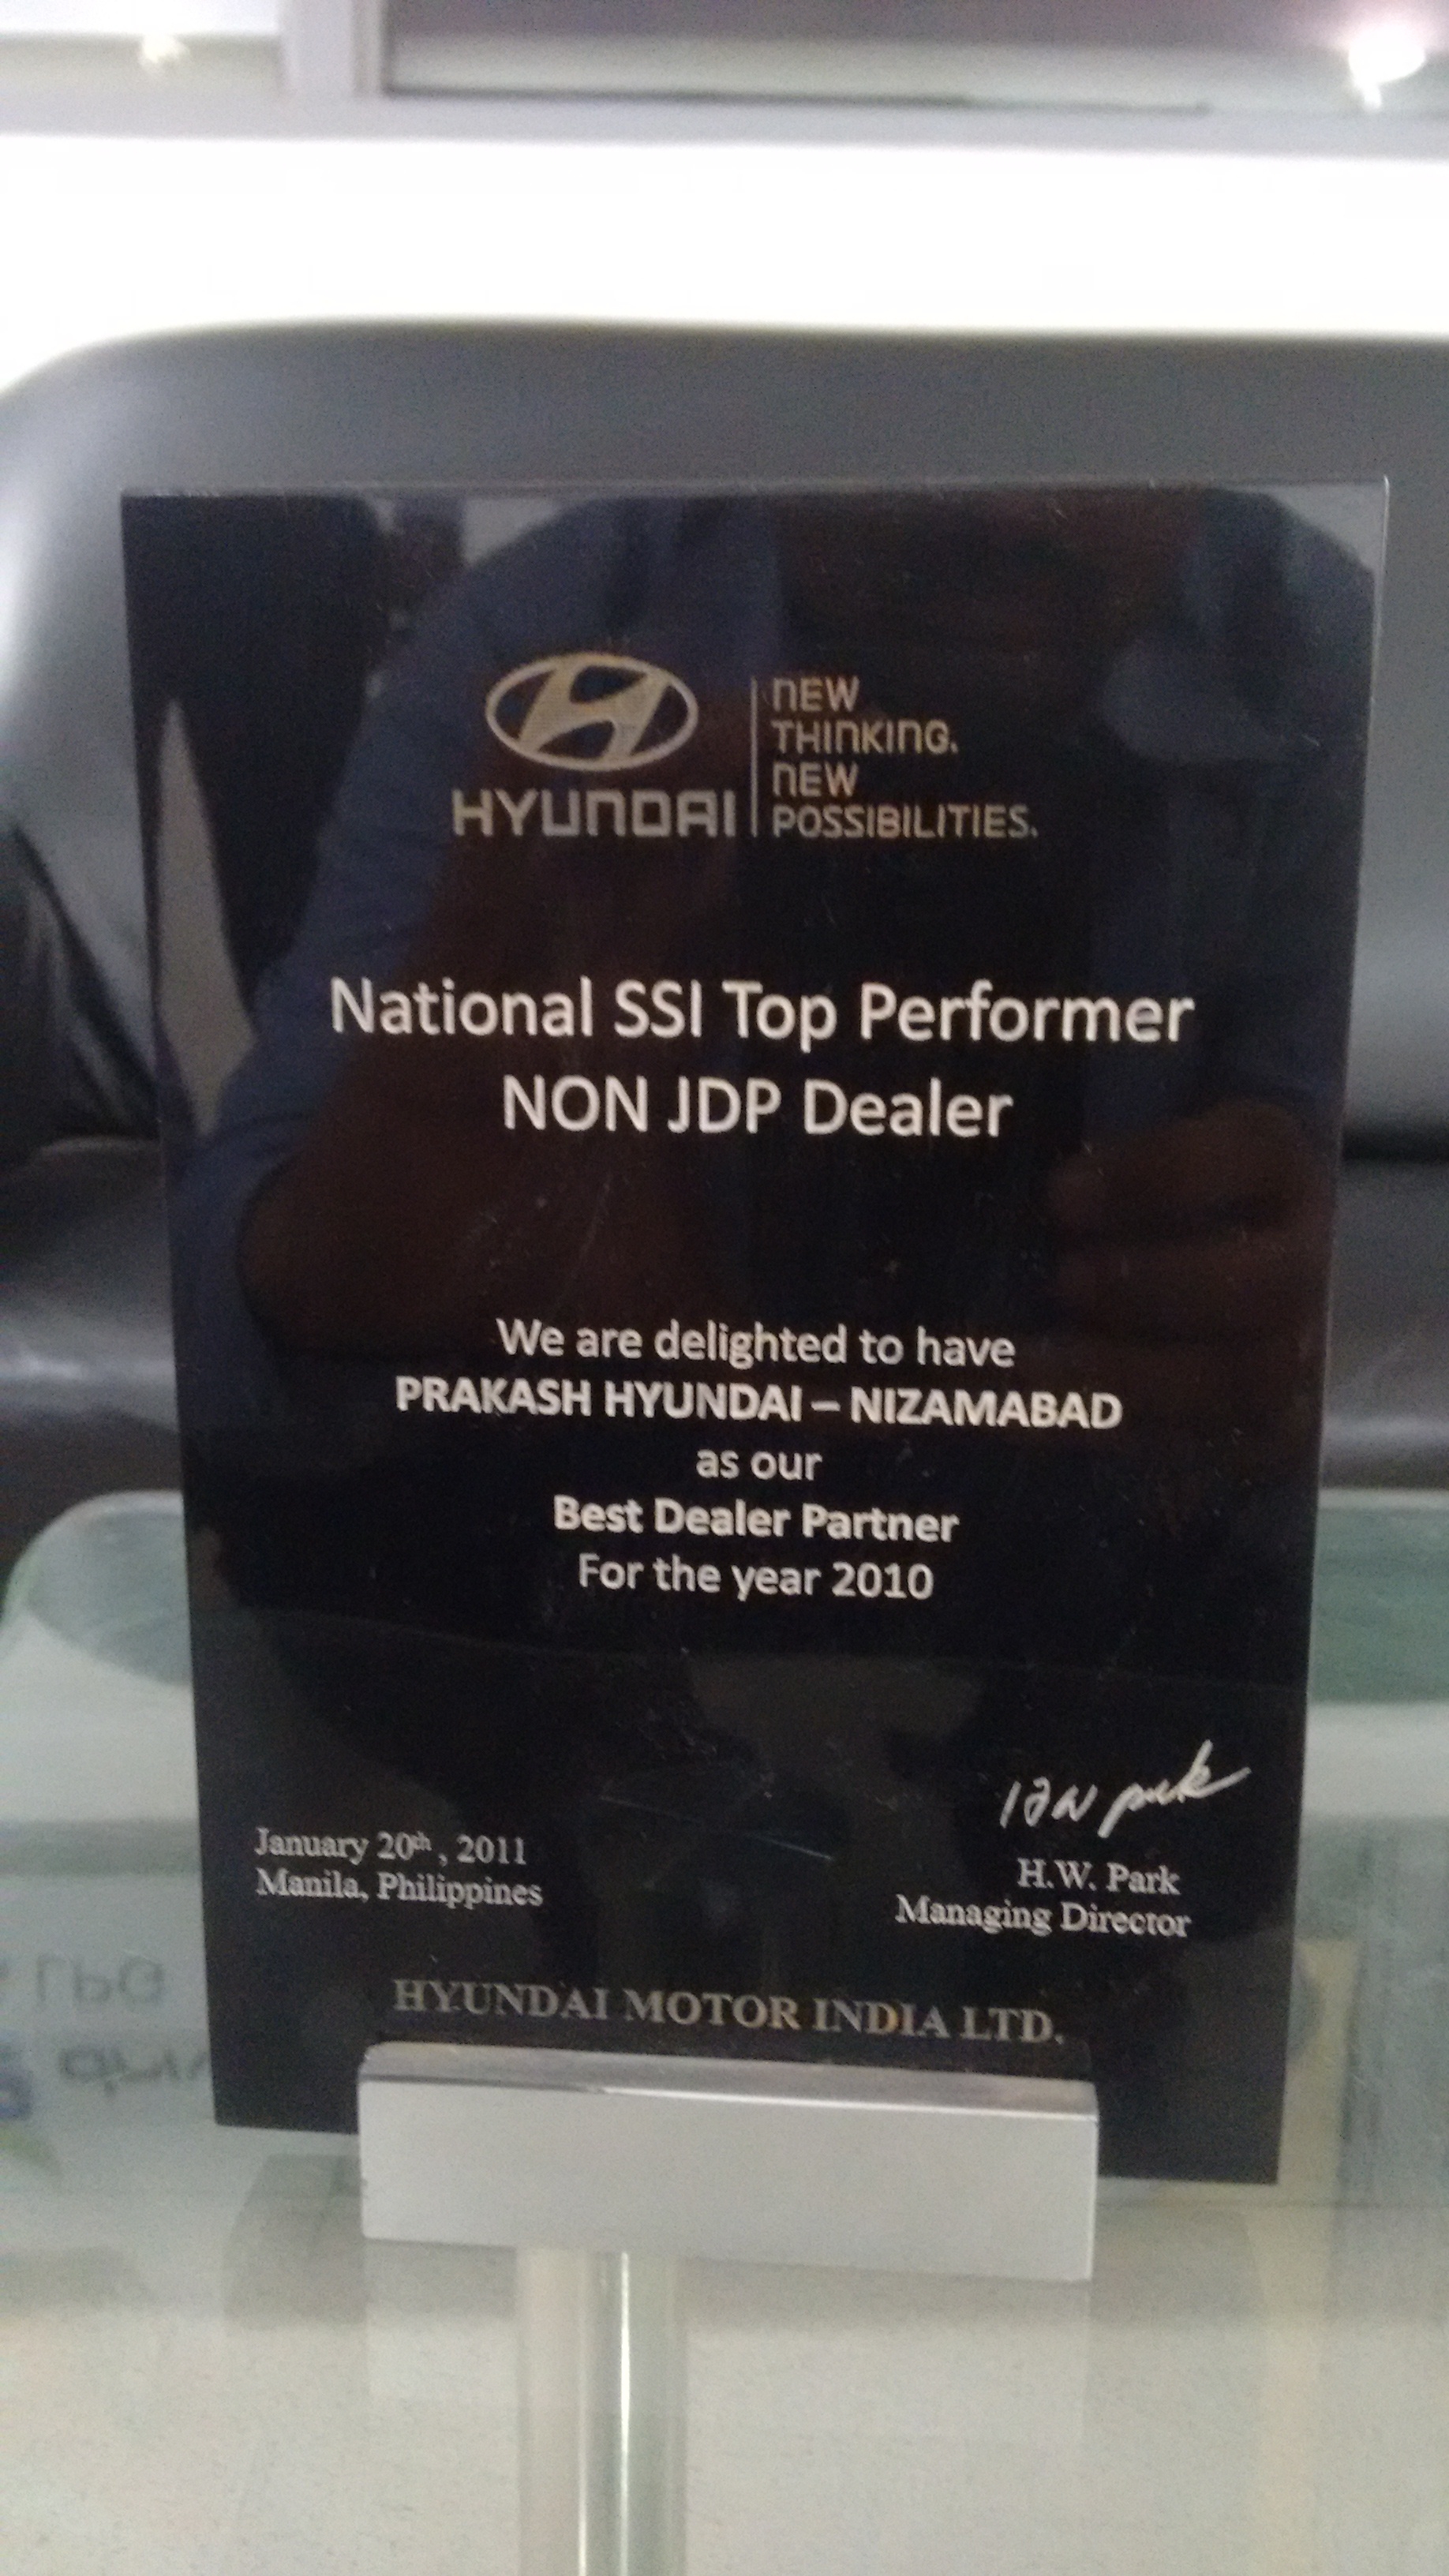 HYUNDAI
NEW
THINKING.
NEW
POSSIBILITIES.
National SSI Top Performer
NON JDP Dealer
We are delighted to have
PRAKASH HYUNDAI – NIZAMABAD
as our
Best Dealer Partner
For the year 2010
January 20th , 2011
Manila, Philippines
H.W. Park
Managing Director
HYUNDAI MOTOR INDIA LTD.